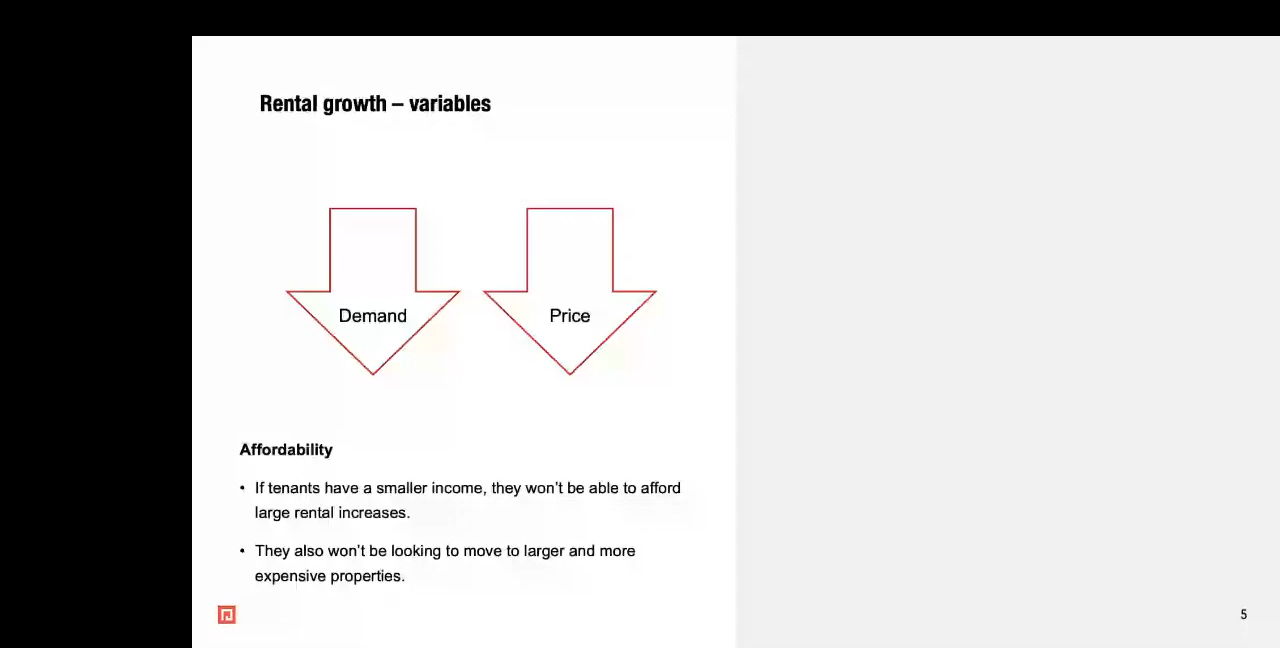 Rental growth – variables
Demand
Price
Affordability
• If tenants have a smaller income, they won’t be able to afford
large rental increases.
• They also won’t be looking to move to larger and more
expensive properties.
5